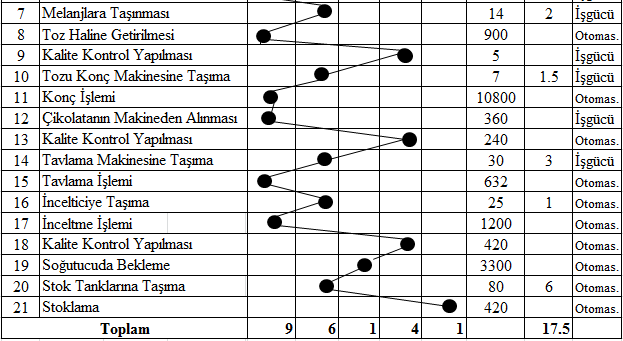 7 Melanjlara Taşınması 14 2 İşgücü
8 Toz Haline Getirilmesi 900 Otomas.
9 Kalite Kontrol Yapılması 5 İşgücü
10 Tozu Konç Makinesine Taşıma 7 1.5 İşgücü
11 Konç İşlemi 10800 Otomas.
12 Çikolatanın Makineden Alınması 360 İşgücü
13 Kalite Kontrol Yapılması 240 Otomas.
14 Tavlama Makinesine Taşıma 30 3 İşgücü
15 Tavlama İşlemi 632 Otomas.
16 İncelticiye Taşıma 25 1 Otomas.
17 İnceltme İşlemi 1200 Otomas.
18 Kalite Kontrol Yapılması 420 Otomas.
19 Soğutucuda Bekleme 3300 Otomas.
20 Stok Tanklarına Taşıma 80 6 Otomas.
21 Stoklama 420 Otomas.
Toplam 9 6 1 4 1 17.5